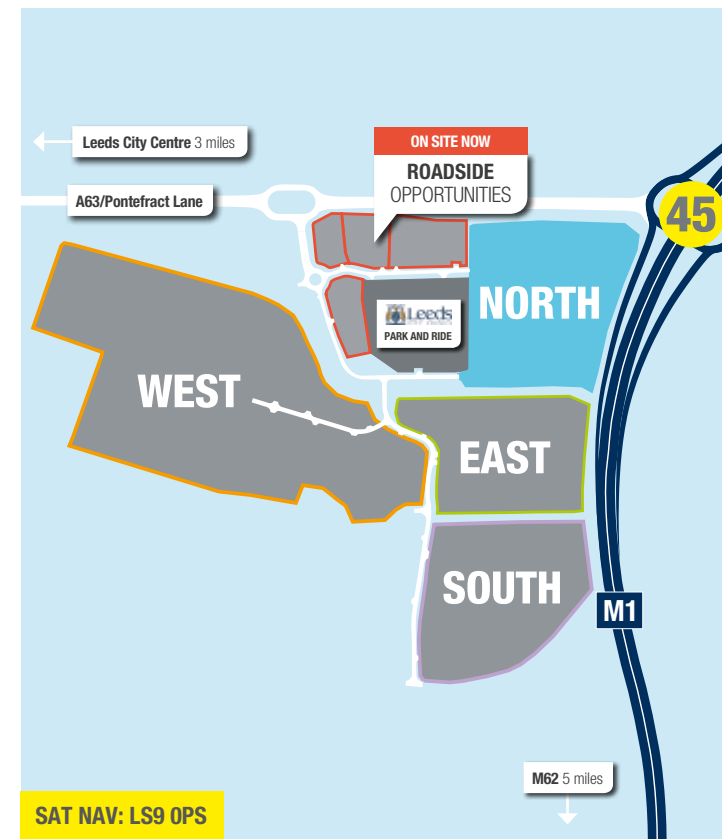 Leeds City Centre 3 miles
ON SITE NOW
ROADSIDE
OPPORTUNITIES
A63/Pontefract Lane
45
NORTH
Leeds
PARK AND RIDE
WEST
EAST
SOUTH
M1
M62 5 miles
SAT NAV: LS9 0PS